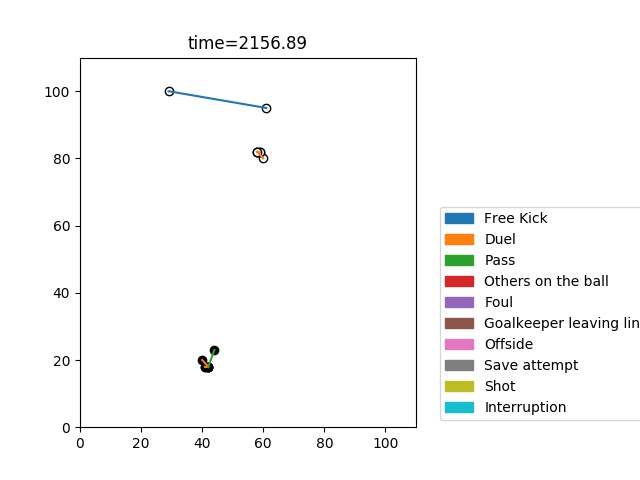 time=2156.89
100
80
60
40
20
0
0 20 40 60 80 100
Free Kick
Duel
Pass
Others on the ball
Foul
Goalkeeper leaving lin
Offside
Save attempt
Shot
Interruption